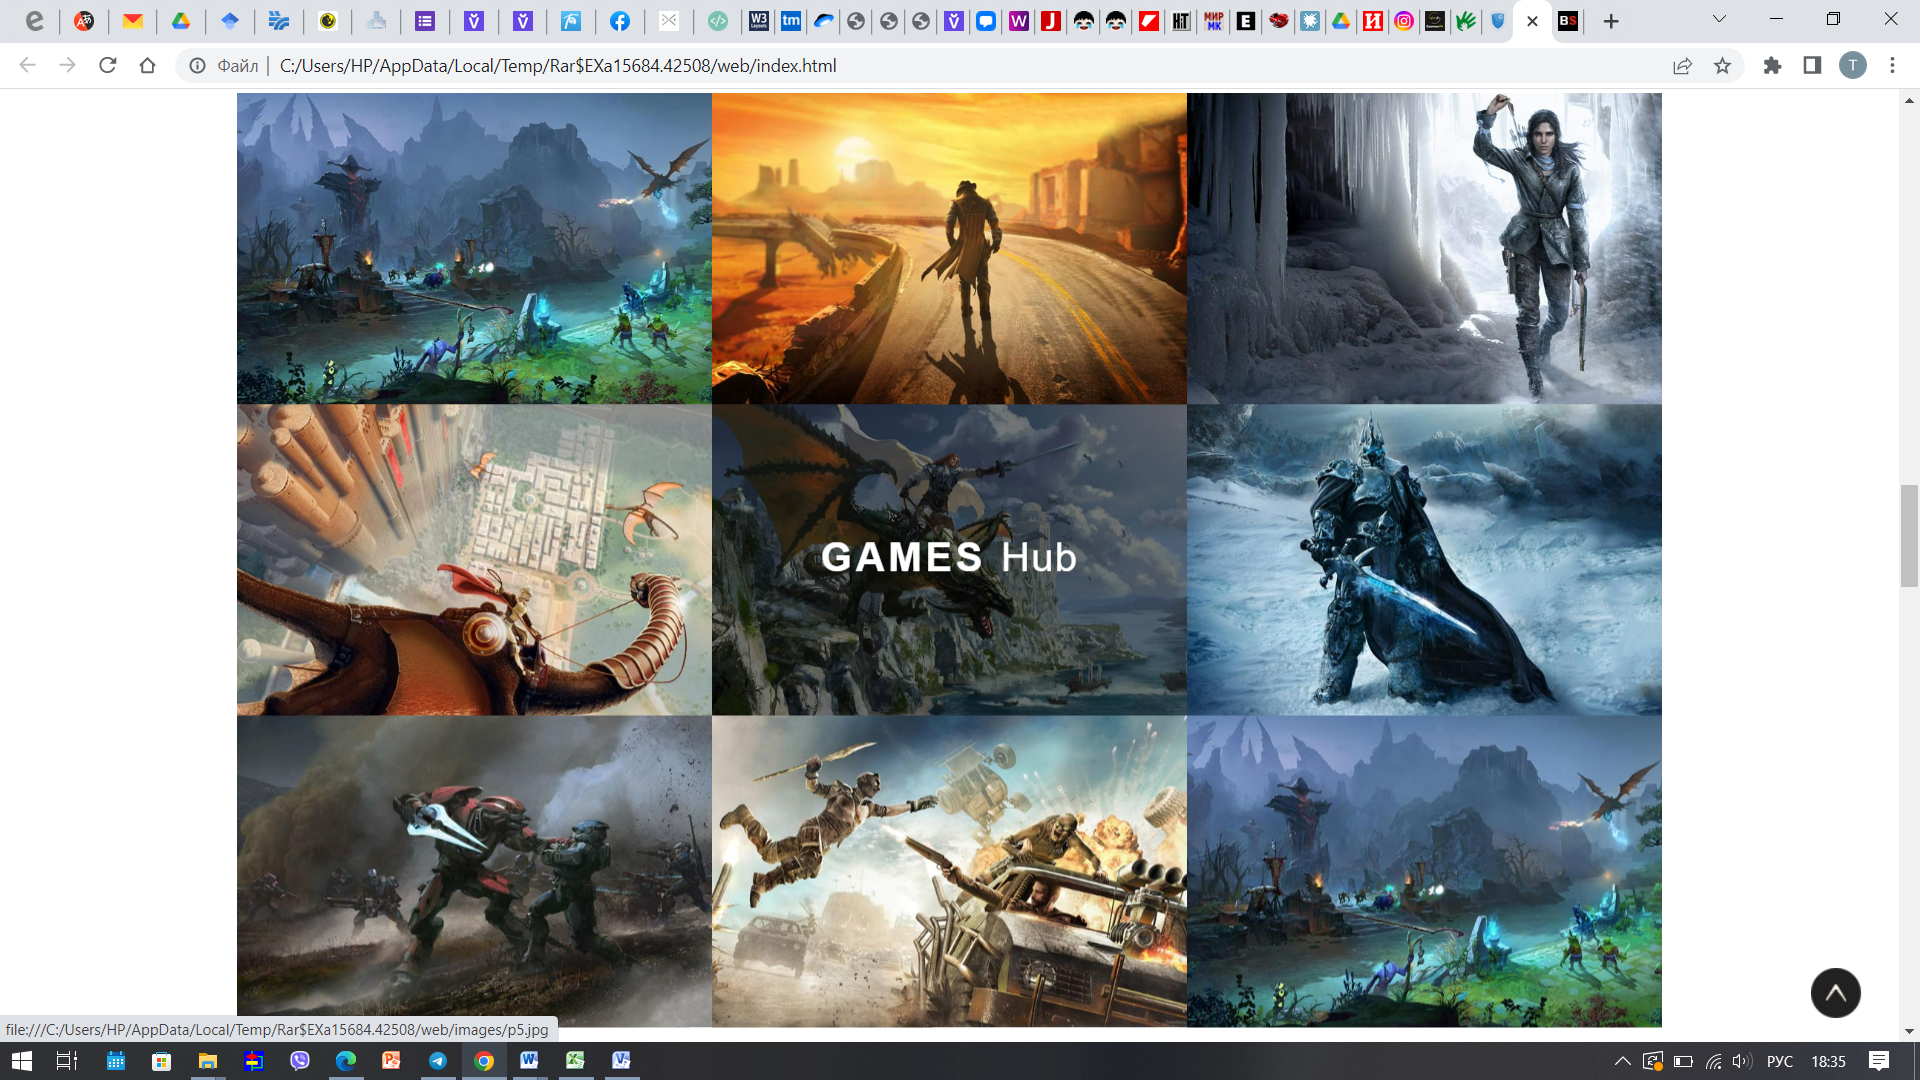 Файл
C:/Users/HP/AppData/Local/Temp/Rar$EXa15684.42508/web/index.html
T
GAMES Hub
file:///C:/Users/HP/AppData/Local/Temp/Rar$EXa15684.42508/web/images/p5.jpg
РУС
18:35